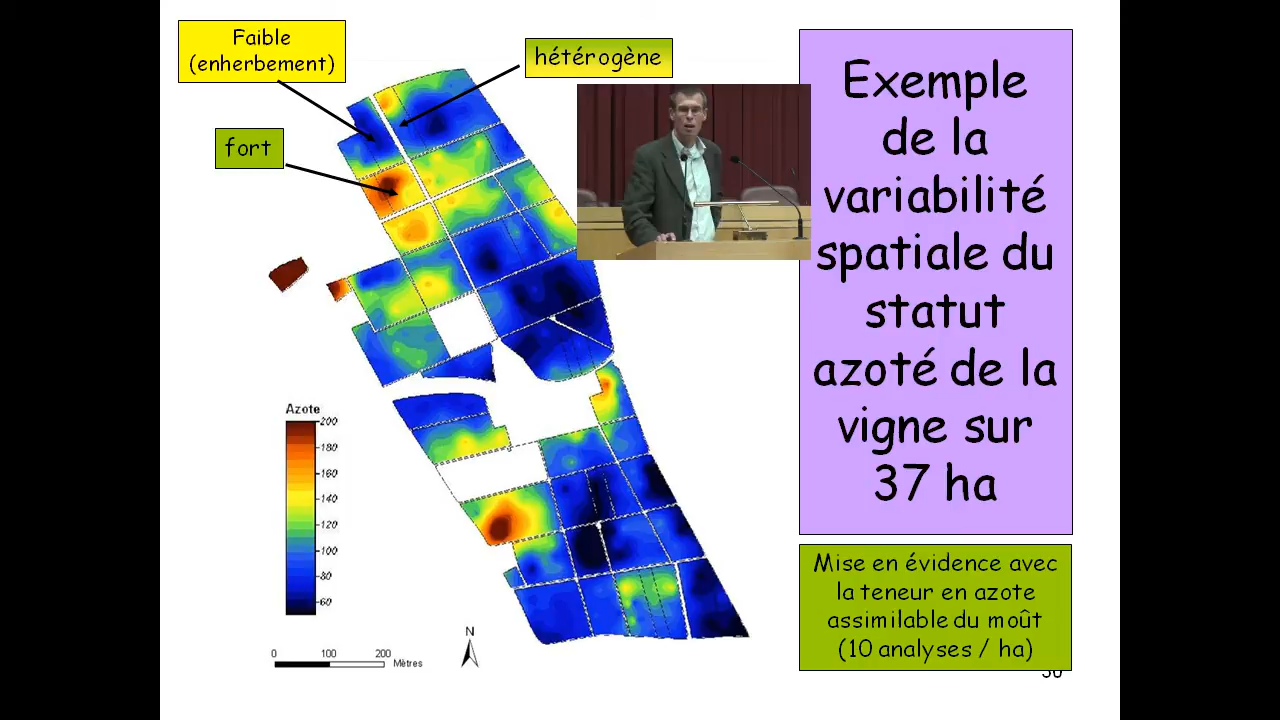 Faible
(enherbement)
hétérogène
fort
Exemple
de la
variabilité
spatiale du
statut
azoté de la
vigne sur
37 ha
Azote
200
180
160
140
120
100
80
60
N
0 100 200
Mètres
Mise en évidence avec
la teneur en azote
assimilable du moût
(10 analyses / ha)